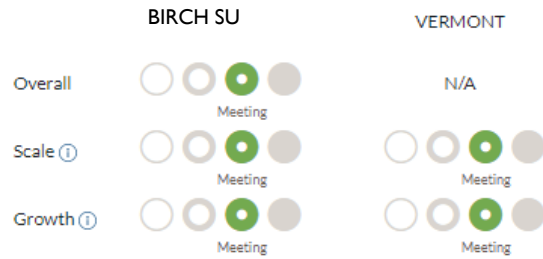 BIRCH SU VERMONT
Overall N/A
Meeting
Scale
Meeting Meeting
Growth
Meeting Meeting